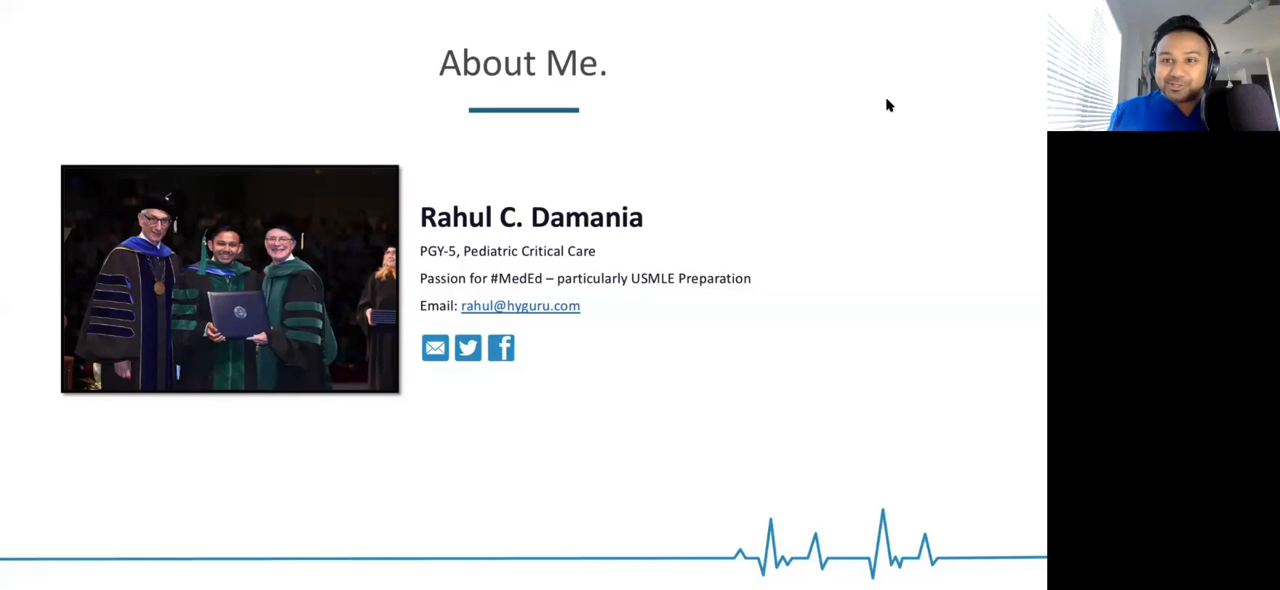 About Me.
Rahul C. Damania
PGY-5, Pediatric Critical Care
Passion for #MedEd – particularly USMLE Preparation
Email: rahul@hyguru.com